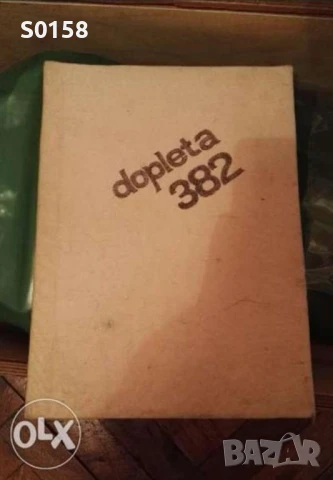 S0158
dopleta
382
OLX
BAZAR